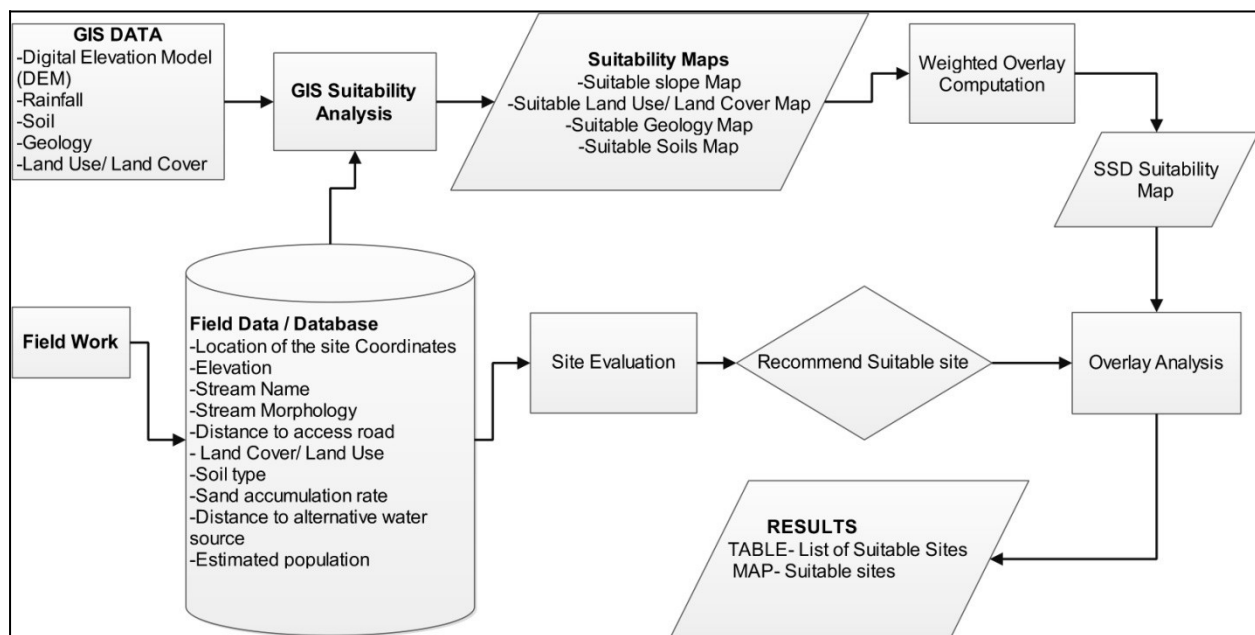 GIS DATA
-Digital Elevation Model
(DEM)
-Rainfall
-Soil
-Geology
-Land Use/ Land Cover
GIS Suitability
Analysis
Suitability Maps
-Suitable slope Map
-Suitable Land Use/ Land Cover Map
-Suitable Geology Map
-Suitable Soils Map
Weighted Overlay
Computation
SSD Suitability
Map
Field Work
Field Data / Database
-Location of the site Coordinates
-Elevation
-Stream Name
-Stream Morphology
-Distance to access road
- Land Cover/ Land Use
-Soil type
-Sand accumulation rate
-Distance to alternative water
source
-Estimated population
Site Evaluation
Recommend Suitable site
Overlay Analysis
RESULTS
TABLE- List of Suitable Sites
MAP- Suitable sites